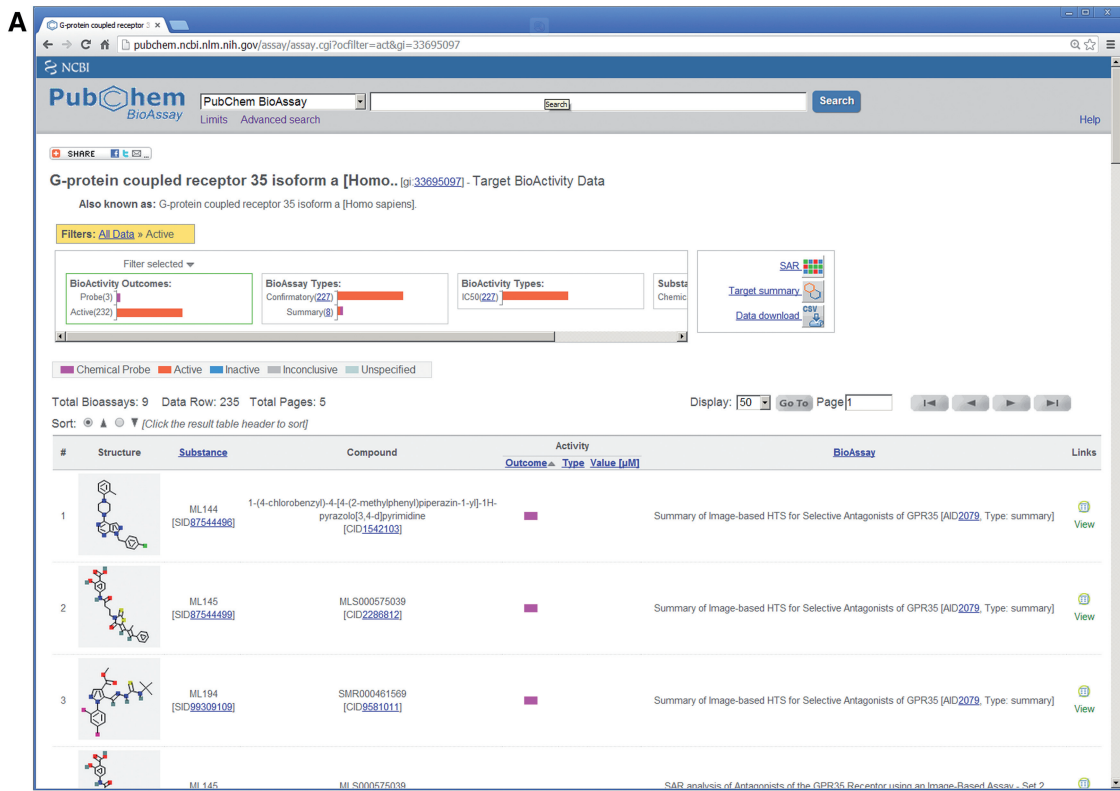 A
G-protein coupled receptor 3 ×
pubchem.ncbi.nlm.nih.gov/assay/assay.cgi?ocfilter=act&gi=33695097
NCBI
PubChem
BioAssay
PubChem BioAssay
Search
Search
Limits Advanced search
Help
SHARE
G-protein coupled receptor 35 isoform a [Homo.. [gi:33695097] - Target BioActivity Data
Also known as: G-protein coupled receptor 35 isoform a [Homo sapiens].
Filters: All Data » Active
Filter selected
BioActivity Outcomes:
Probe(3)
Active(232)
BioAssay Types:
Confirmatory(227)
Summary(8)
BioActivity Types:
IC50(227)
Substa
Chemic
SAR
Target summary
Data download
CSV
Chemical Probe Active Inactive Inconclusive Unspecified
Total Bioassays: 9 Data Row: 235 Total Pages: 5
Display: 50 Go To Page 1
Sort: ▲ ▼ [Click the result table header to sort]
# Structure Substance Compound Activity BioAssay Links
Outcome Type Value [µM]
1 ML144 [SID87544496] 1-(4-chlorobenzyl)-4-[4-(2-methylphenyl)piperazin-1-yl]-1H-
pyrazolo[3,4-d]pyrimidine
[CID1542103]
Summary of Image-based HTS for Selective Antagonists of GPR35 [AID2079, Type: summary]
View
2 ML145 [SID87544499] MLS000575039
[CID2286812]
Summary of Image-based HTS for Selective Antagonists of GPR35 [AID2079, Type: summary]
View
3 ML194 [SID99309109] SMR000461569
[CID9581011]
Summary of Image-based HTS for Selective Antagonists of GPR35 [AID2079, Type: summary]
View
ML145 MLS000575039 SAR analysis of Antagonists of the GPR35 Receptor using an Image-Based Assay - Set 2